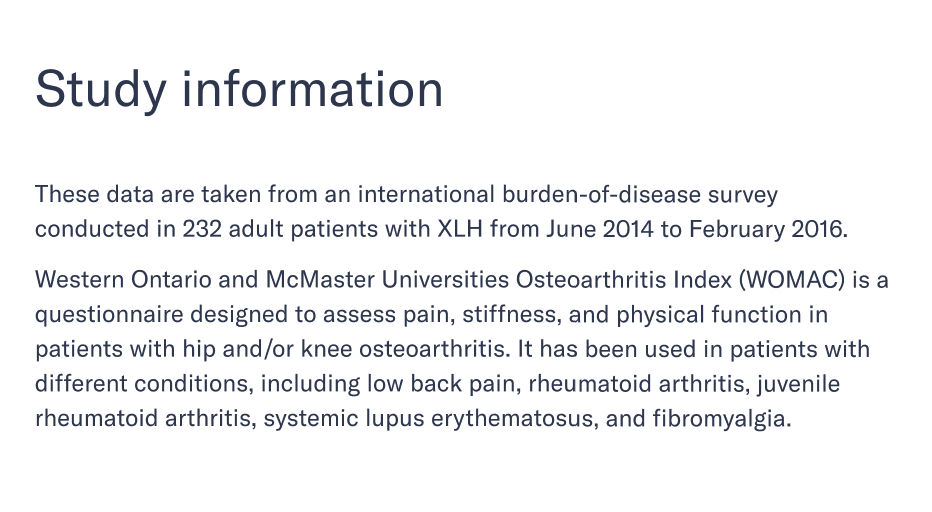 Study information
These data are taken from an international burden-of-disease survey
conducted in 232 adult patients with XLH from June 2014 to February 2016.
Western Ontario and McMaster Universities Osteoarthritis Index (WOMAC) is a
questionnaire designed to assess pain, stiffness, and physical function in
patients with hip and/or knee osteoarthritis. It has been used in patients with
different conditions, including low back pain, rheumatoid arthritis, juvenile
rheumatoid arthritis, systemic lupus erythematosus, and fibromyalgia.